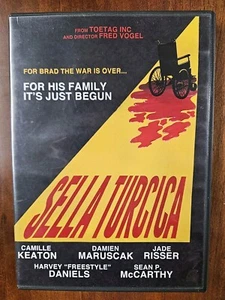 FROM TOETAG INC
AND DIRECTOR FRED VOGEL
FOR BRAD THE WAR IS OVER...
FOR HIS FAMILY
IT'S JUST BEGUN
SELLA TURCICA
CAMILLE DAMIEN JADE
KEATON MARUSCAK RISSER
HARVEY "FREESTYLE" SEAN P.
DANIELS McCARTHY